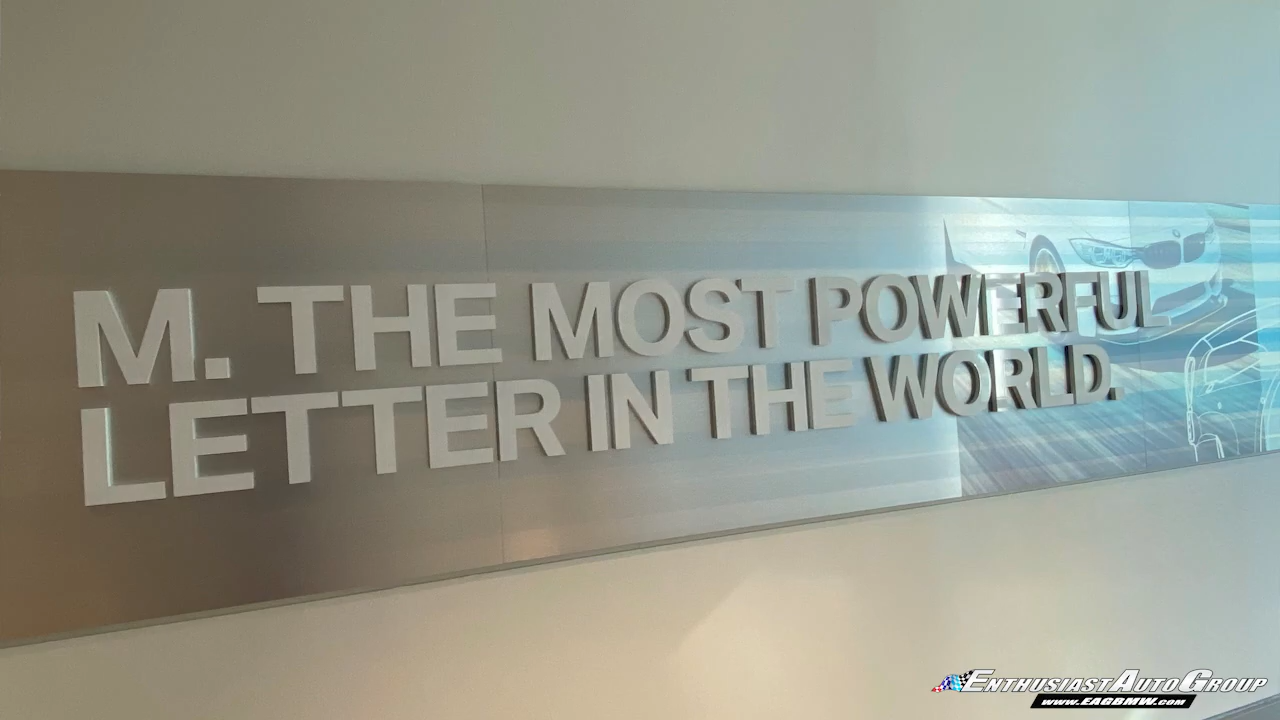 M. THE MOST POWERFUL
LETTER IN THE WORLD.
ENTHUSIASTAUTOGROUP
www.EAGBMW.com